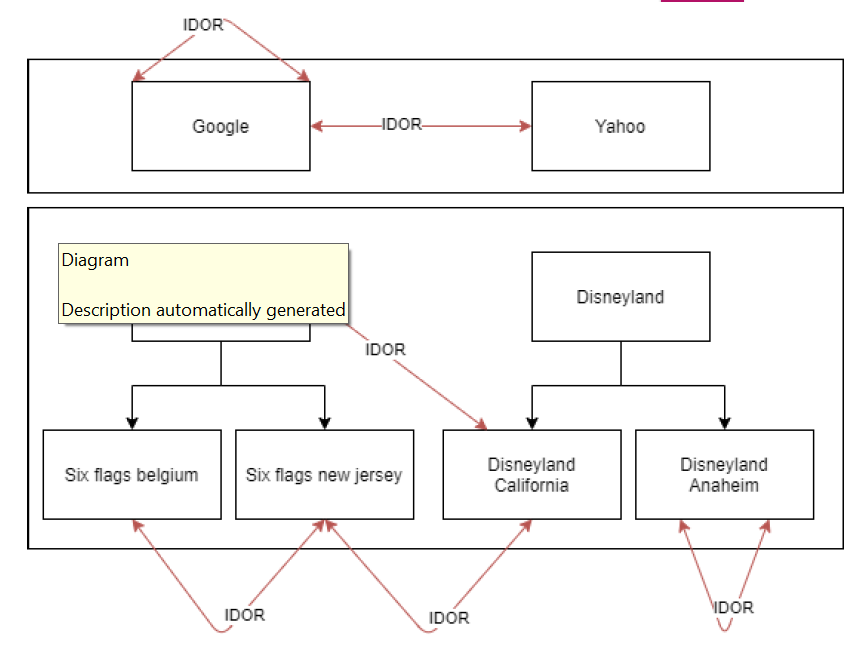 IDOR
Google
IDOR
Yahoo
Diagram
Description automatically generated
Disneyland
IDOR
Six flags belgium
Six flags new jersey
Disneyland
California
Disneyland
Anaheim
IDOR
IDOR
IDOR